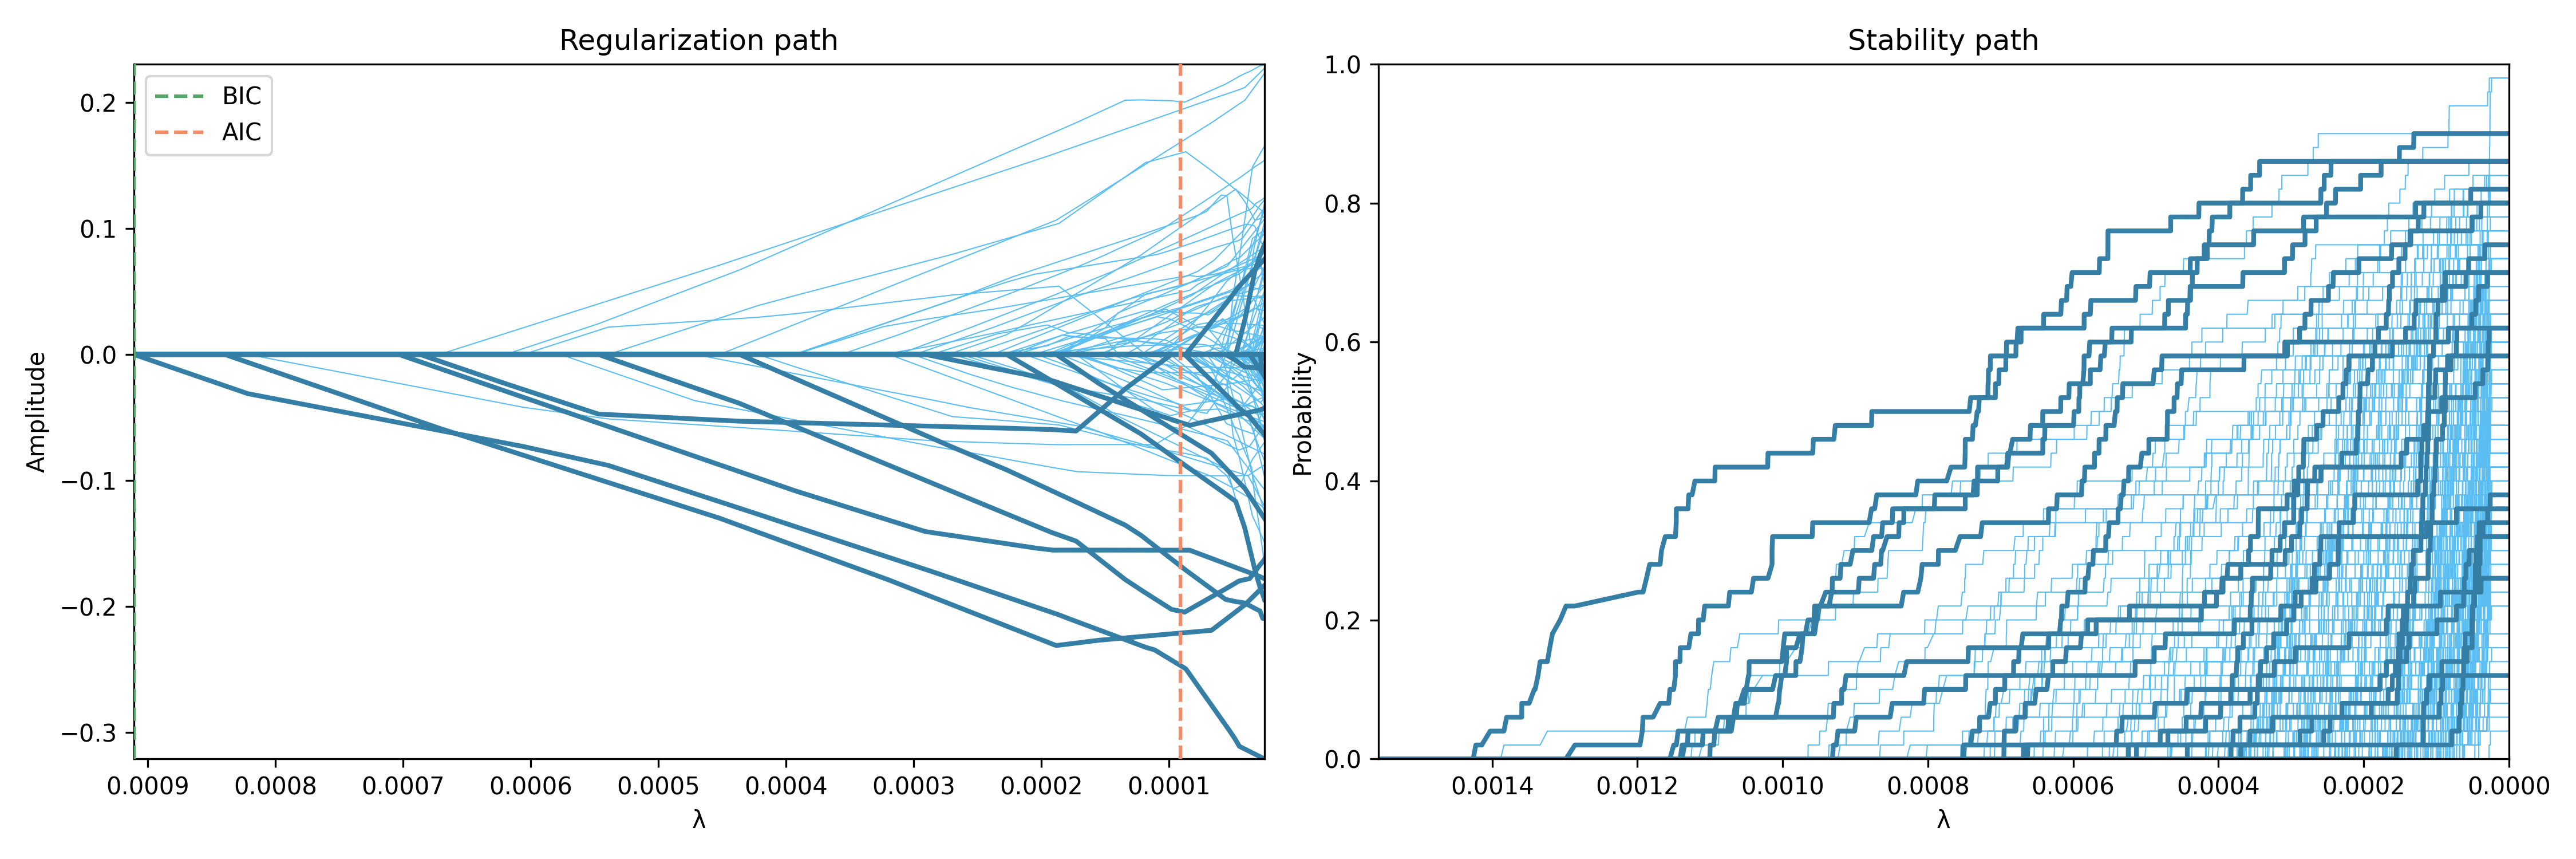 Regularization path
BIC
AIC
0.2
0.1
0.0
−0.1
−0.2
−0.3
Amplitude
0.0009 0.0008 0.0007 0.0006 0.0005 0.0004 0.0003 0.0002 0.0001
λ
Stability path
1.0
0.8
0.6
0.4
0.2
0.0
Probability
0.0014 0.0012 0.0010 0.0008 0.0006 0.0004 0.0002 0.0000
λ